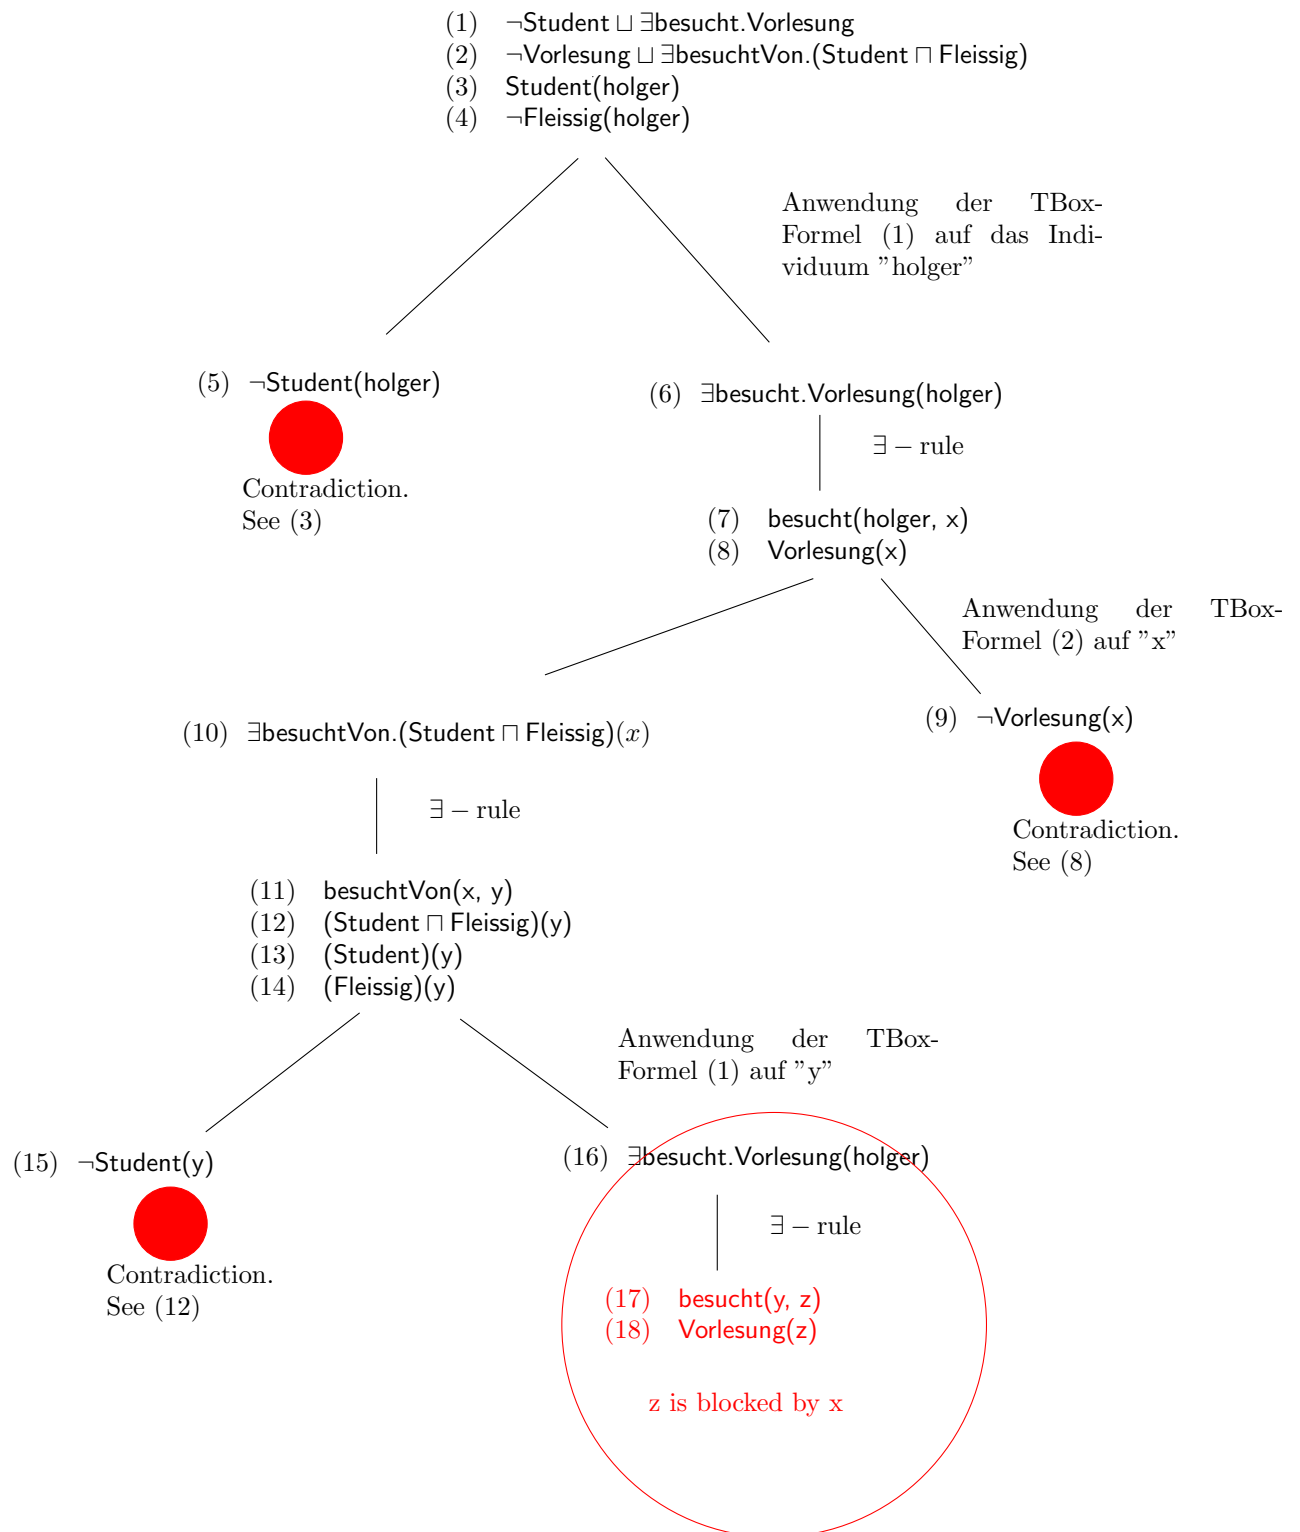 (1) ¬Student ⊔ ∃besucht.Vorlesung
(2) ¬Vorlesung ⊔ ∃besuchtVon.(Student ⊓ Fleissig)
(3) Student(holger)
(4) ¬Fleissig(holger)
Anwendung der TBox-
Formel (1) auf das Indi-
viduum ”holger”
(5) ¬Student(holger)
Contradiction.
See (3)
(6) ∃besucht.Vorlesung(holger)
∃ − rule
(7) besucht(holger, x)
(8) Vorlesung(x)
Anwendung der TBox-
Formel (2) auf ”x”
(9) ¬Vorlesung(x)
Contradiction.
See (8)
(10) ∃besuchtVon.(Student ⊓ Fleissig)(x)
∃ − rule
(11) besuchtVon(x, y)
(12) (Student ⊓ Fleissig)(y)
(13) (Student)(y)
(14) (Fleissig)(y)
Anwendung der TBox-
Formel (1) auf ”y”
(15) ¬Student(y)
Contradiction.
See (12)
(16) ∃besucht.Vorlesung(holger)
∃ − rule
(17) besucht(y, z)
(18) Vorlesung(z)
z is blocked by x